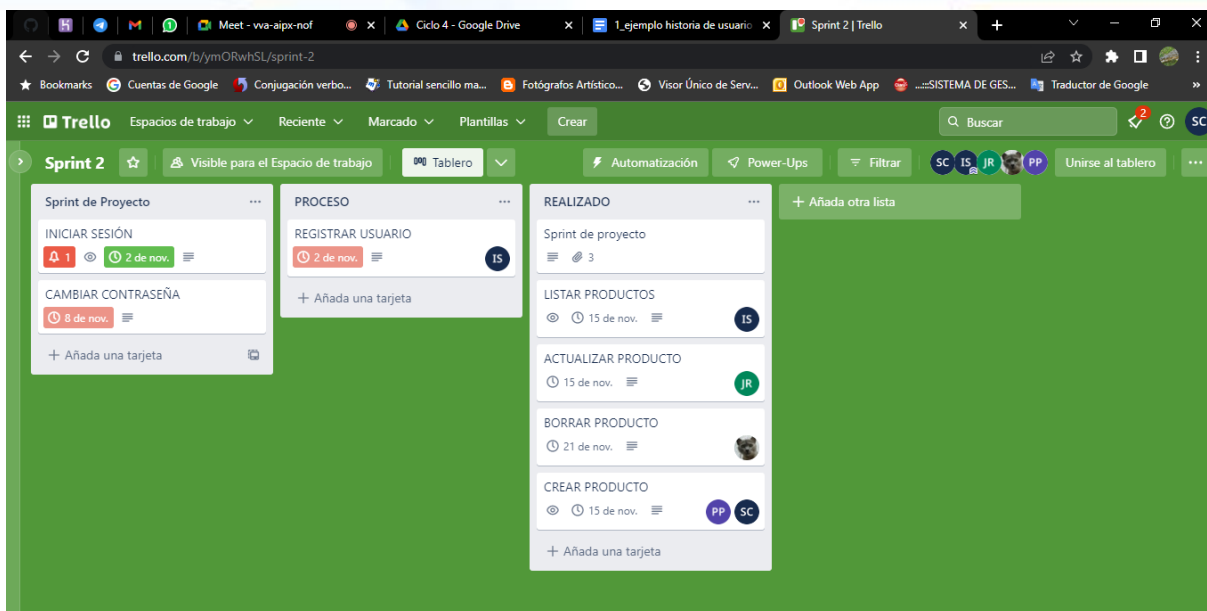 Meet - vva-aipx-nof
Ciclo 4 - Google Drive
1_ejemplo historia de usuario
Sprint 2 | Trello
trello.com/b/ymORwhSL/sprint-2
Bookmarks
Cuentas de Google
Conjugación verbo...
Tutorial sencillo ma...
Fotógrafos Artístico...
Visor Único de Serv...
Outlook Web App
...:::SISTEMA DE GES...
Traductor de Google
»
Trello
Espacios de trabajo
Reciente
Marcado
Plantillas
Crear
Buscar
2
SC
Sprint 2
Visible para el Espacio de trabajo
Tablero
Automatización
Power-Ups
Filtrar
SC
IS
JR
PP
Unirse al tablero
Sprint de Proyecto
INICIAR SESIÓN
1
2 de nov.
CAMBIAR CONTRASEÑA
8 de nov.
+ Añada una tarjeta
PROCESO
REGISTRAR USUARIO
2 de nov.
IS
+ Añada una tarjeta
REALIZADO
Sprint de proyecto
3
LISTAR PRODUCTOS
15 de nov.
IS
ACTUALIZAR PRODUCTO
15 de nov.
JR
BORRAR PRODUCTO
21 de nov.
CREAR PRODUCTO
15 de nov.
PP
SC
+ Añada una tarjeta
+ Añada otra lista